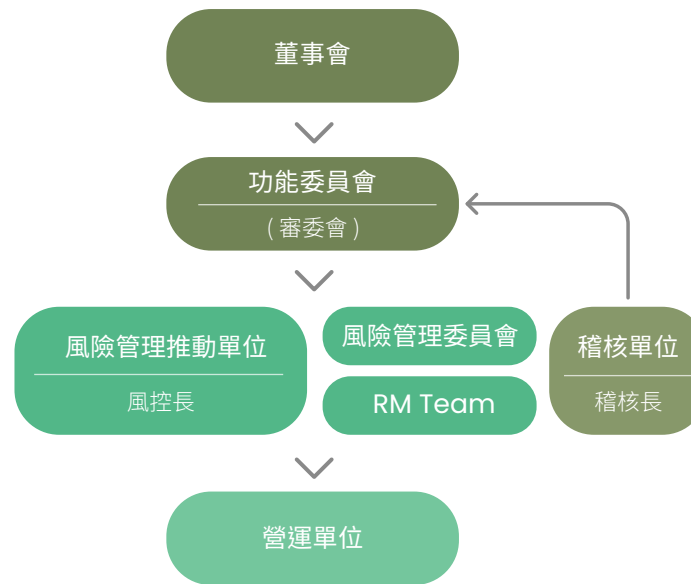 董事會
功能委員會
(審委會)
風險管理推動單位
風控長
風險管理委員會
RM Team
稽核單位
稽核長
營運單位